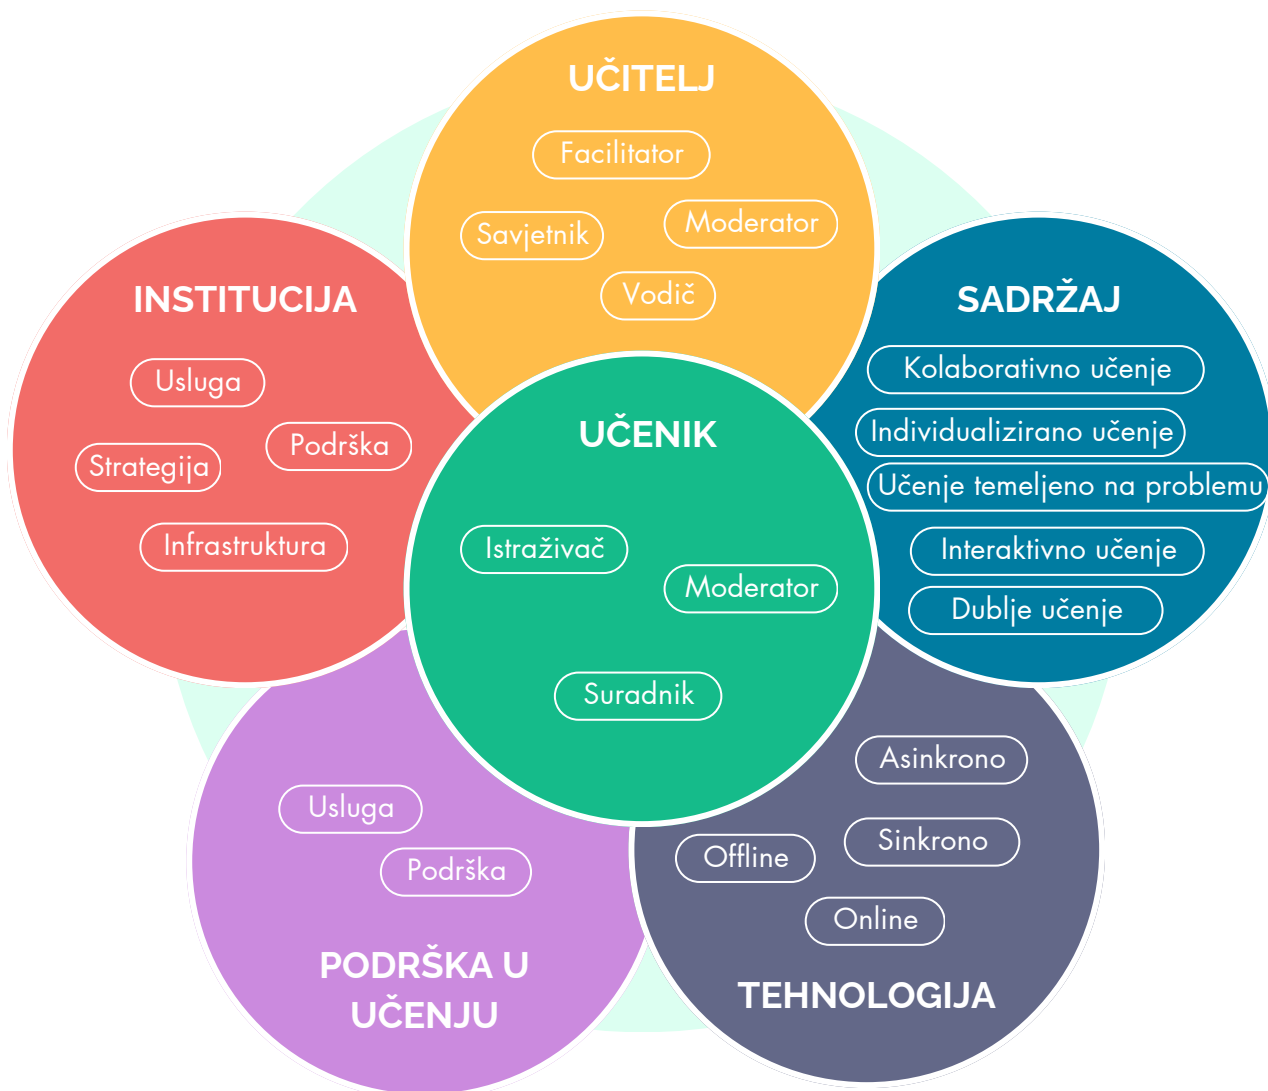 UČITELJ
Facilitator
Savjetnik
Moderator
Vodič
INSTITUCIJA
Usluga
Podrška
Strategija
Infrastruktura
SADRŽAJ
Kolaborativno učenje
Individualizirano učenje
Učenje temeljeno na problemu
Interaktivno učenje
Dublje učenje
UČENIK
Istraživač
Moderator
Suradnik
Usluga
Podrška
PODRŠKA U
UČENJU
Asinkrono
Sinkrono
Offline
Online
TEHNOLOGIJA